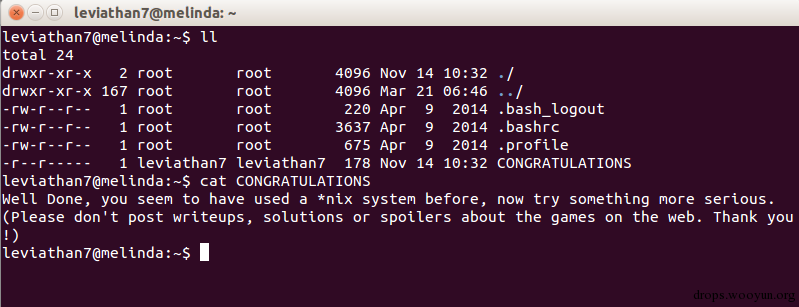 leviathan7@melinda: ~
leviathan7@melinda:~$ ll
total 24
drwxr-xr-x   2 root       root       4096 Nov 14 10:32 ./
drwxr-xr-x 167 root       root       4096 Mar 21 06:46 ../
-rw-r--r--   1 root       root        220 Apr  9  2014 .bash_logout
-rw-r--r--   1 root       root       3637 Apr  9  2014 .bashrc
-rw-r--r--   1 root       root        675 Apr  9  2014 .profile
-r--r-----   1 leviathan7 leviathan7  178 Nov 14 10:32 CONGRATULATIONS
leviathan7@melinda:~$ cat CONGRATULATIONS
Well Done, you seem to have used a *nix system before, now try something more serious.
(Please don't post writeups, solutions or spoilers about the games on the web. Thank you
!)
leviathan7@melinda:~$
drops.wooyun.org